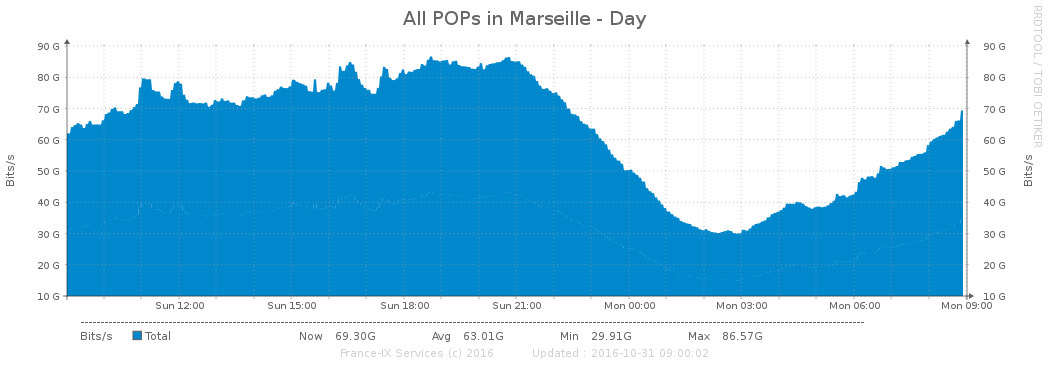 All POPs in Marseille - Day
RRDTOOL / TOBI OETIKER
Bits/s
90 G
80 G
70 G
60 G
50 G
40 G
30 G
20 G
10 G
90 G
80 G
70 G
60 G
50 G
40 G
30 G
20 G
10 G
Bits/s
Sun 12:00 Sun 15:00 Sun 18:00 Sun 21:00 Mon 00:00 Mon 03:00 Mon 06:00 Mon 09:00
Bits/s Total Now 69.30G Avg 63.01G Min 29.91G Max 86.57G
France-IX Services (c) 2016 Updated : 2016-10-31 09:00:02